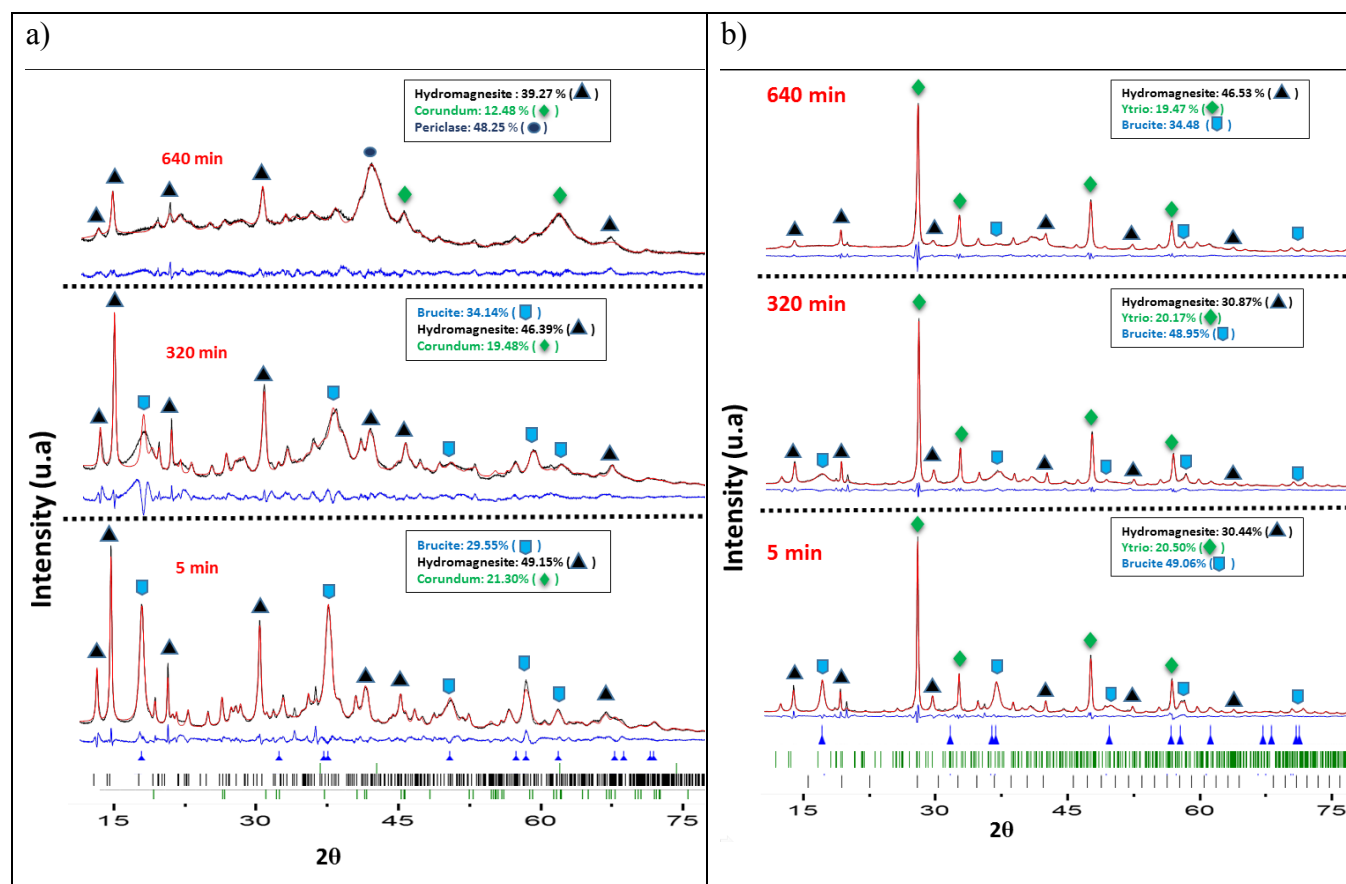 a)
Hydromagnesite : 39.27 % ( )
Corundum: 12.48 % ( )
Periclase: 48.25 % ( )
640 min
Brucite: 34.14% ( )
Hydromagnesite: 46.39% ( )
Corundum: 19.48% ( )
320 min
Brucite: 29.55% ( )
Hydromagnesite: 49.15% ( )
Corundum: 21.30% ( )
5 min
Intensity (u.a)
15 30 45 60 75
2θ
b)
640 min
Hydromagnesite: 46.53 % ( )
Ytrio: 19.47 % ( )
Brucite: 34.48 ( )
320 min
Hydromagnesite: 30.87% ( )
Ytrio: 20.17% ( )
Brucite: 48.95% ( )
5 min
Hydromagnesite: 30.44% ( )
Ytrio: 20.50% ( )
Brucite 49.06% ( )
Intensity (u.a)
15 30 45 60 75
2θ